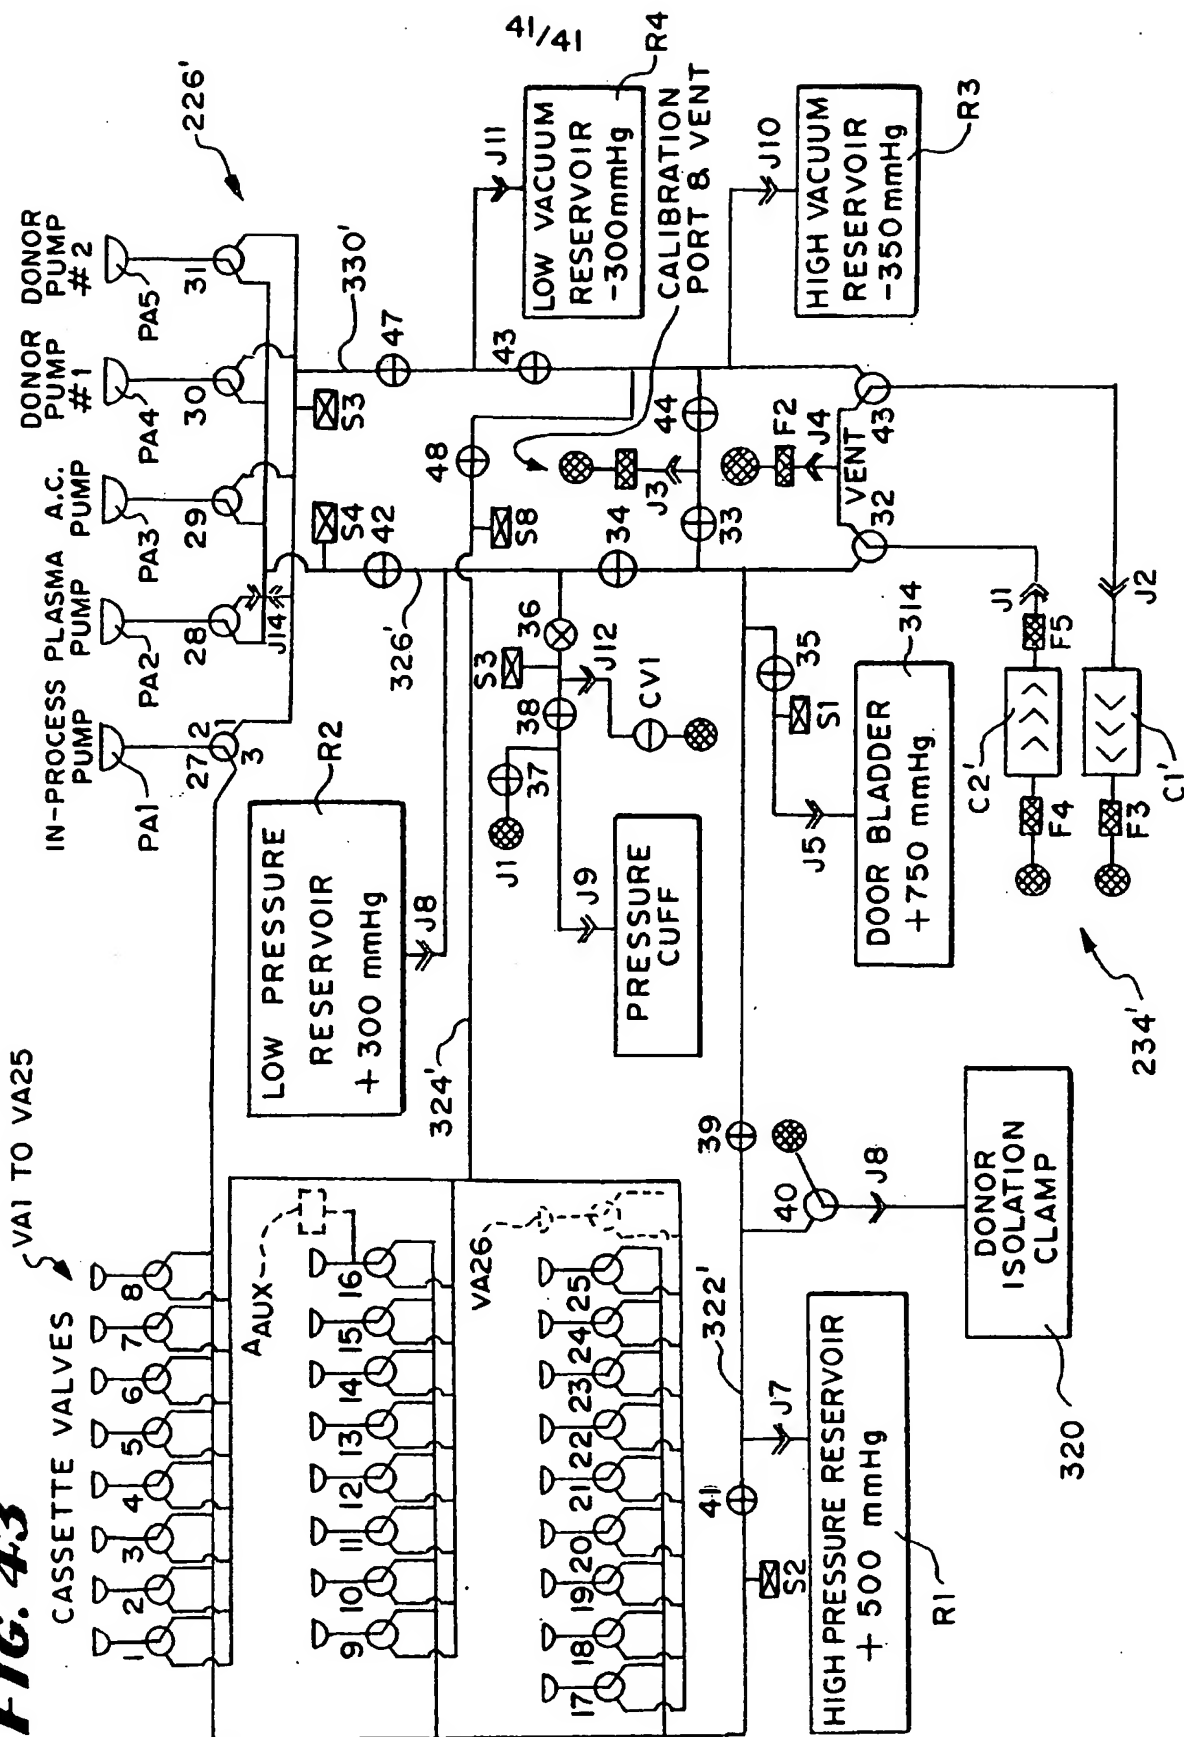 41/41
FIG. 43
CASSETTE VALVES
VA1 TO VA25
1
2
3
4
5
6
7
8
AAUX
9
10
11
12
13
14
15
16
VA26
17
18
19
20
21
22
23
24
25
IN-PROCESS PUMP
PLASMA PUMP
A.C. PUMP
DONOR PUMP #1
DONOR PUMP #2
226'
PA1
PA2
PA3
PA4
PA5
27
2
3
28
29
30
31
J14
330'
S4
S3
42
47
326'
324'
LOW PRESSURE
RESERVOIR
+300 mmHg
R2
J8
48
S8
43
J11
LOW VACUUM
RESERVOIR
-300mmHg
R4
CALIBRATION
PORT & VENT
J3
34
33
44
J10
HIGH VACUUM
RESERVOIR
-350mmHg
R3
36
S3
38
37
J1
J12
CV1
J9
PRESSURE
CUFF
F2
J4
VENT
32
43
35
S1
J5
DOOR BLADDER
+750 mmHg
314
J1
F5
C2'
F4
J2
C1'
F3
234'
39
40
J8
DONOR
ISOLATION
CLAMP
320
322'
41
S2
J7
HIGH PRESSURE RESERVOIR
+ 500 mmHg
R1